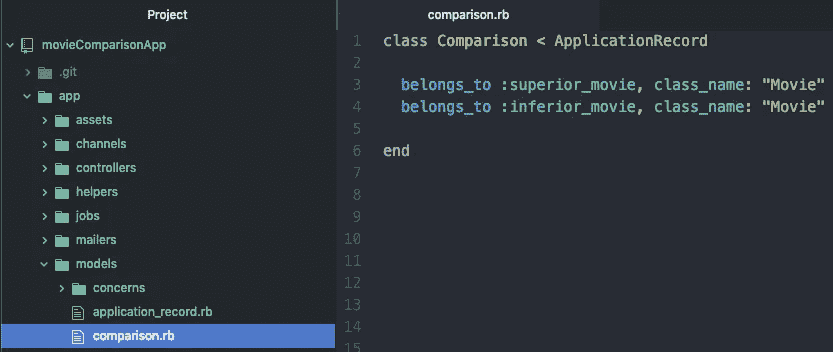 Project
movieComparisonApp
.git
app
assets
channels
controllers
helpers
jobs
mailers
models
concerns
application_record.rb
comparison.rb
comparison.rb
1 class Comparison < ApplicationRecord
2
3 belongs_to :superior_movie, class_name: "Movie"
4 belongs_to :inferior_movie, class_name: "Movie"
5
6 end
7
8
9
10
11
12
13
14
15